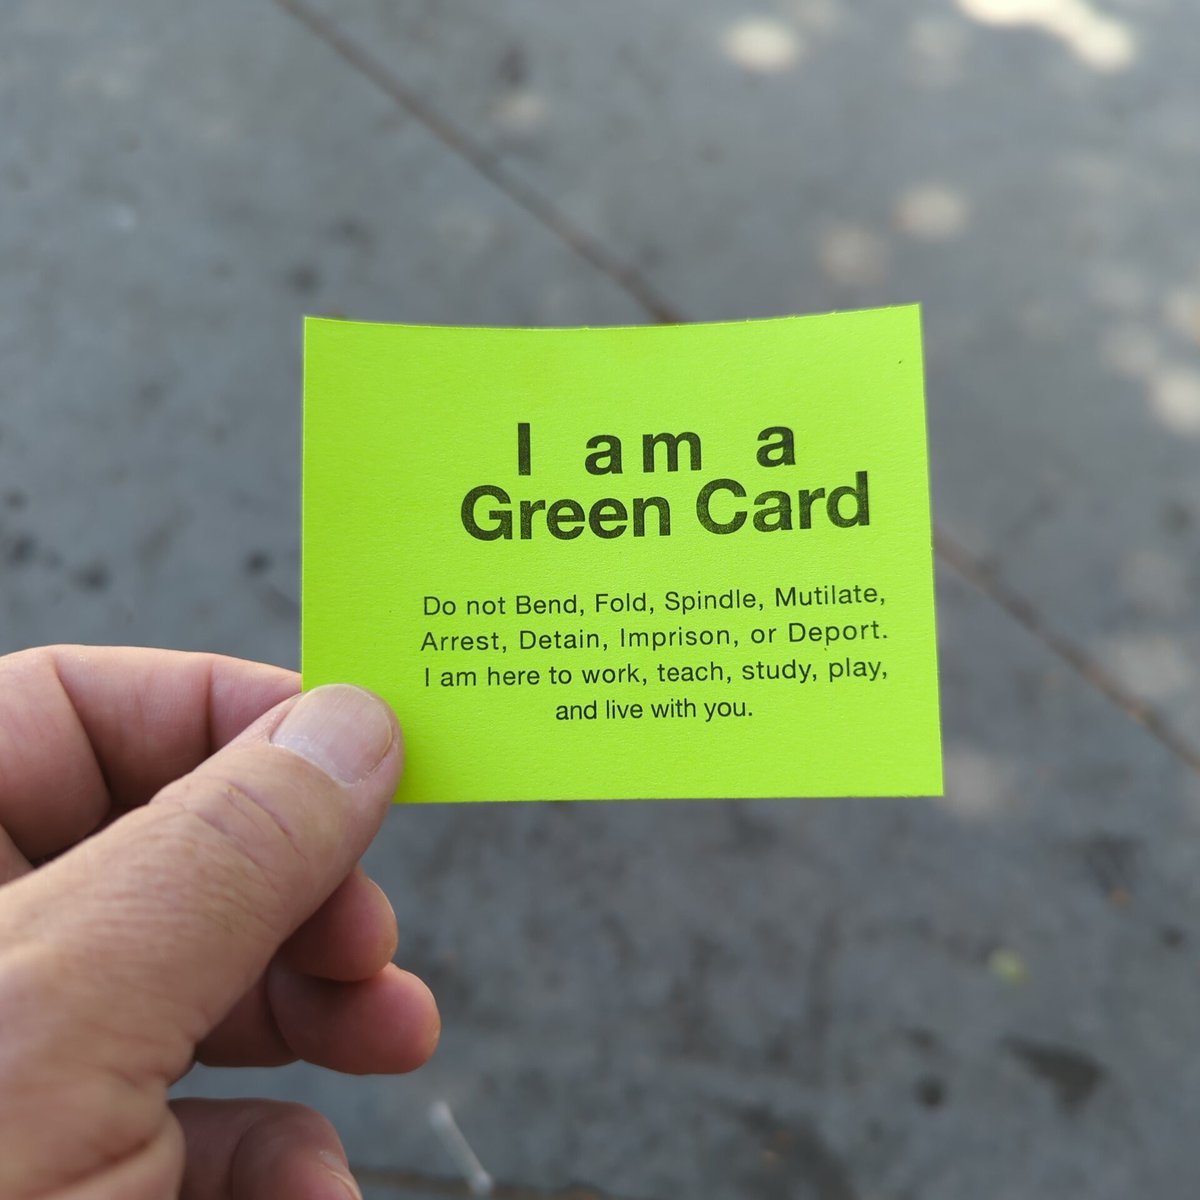 I am a
Green Card
Do not Bend, Fold, Spindle, Mutilate,
Arrest, Detain, Imprison, or Deport.
I am here to work, teach, study, play,
and live with you.